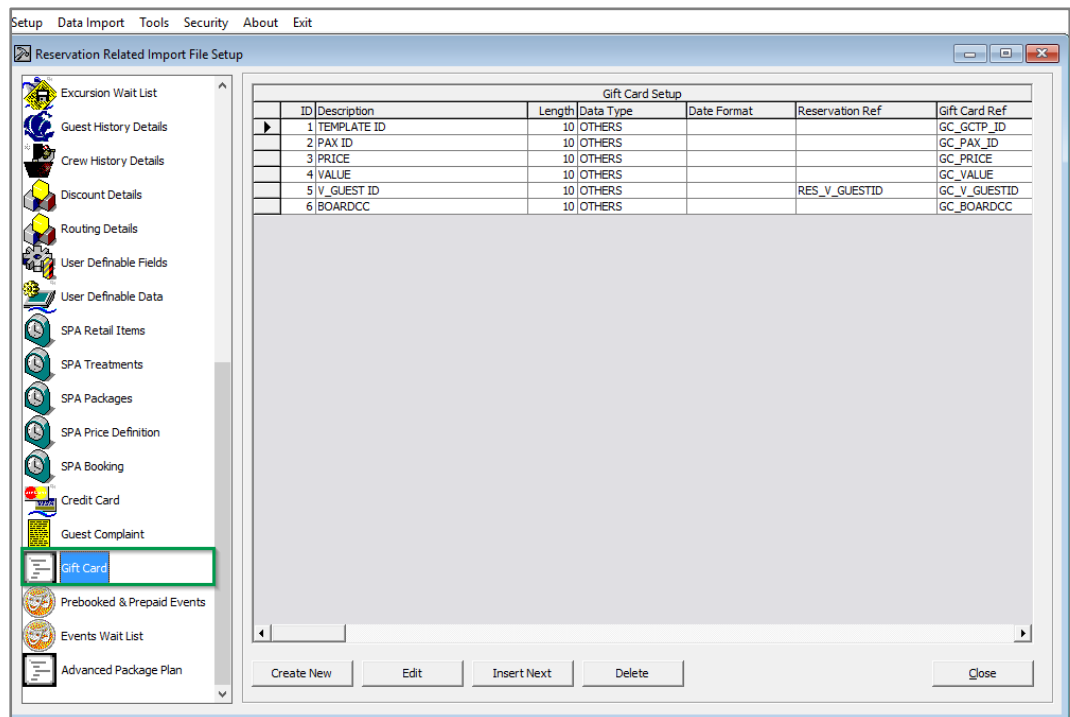 Setup Data Import Tools Security About Exit
Reservation Related Import File Setup
Excursion Wait List
Guest History Details
Crew History Details
Discount Details
Routing Details
User Definable Fields
User Definable Data
SPA Retail Items
SPA Treatments
SPA Packages
SPA Price Definition
SPA Booking
Credit Card
Guest Complaint
Gift Card
Prebooked & Prepaid Events
Events Wait List
Advanced Package Plan
Gift Card Setup
ID Description Length Data Type Date Format Reservation Ref Gift Card Ref
1 TEMPLATE ID 10 OTHERS GC_GCTP_ID
2 PAX ID 10 OTHERS GC_PAX_ID
3 PRICE 10 OTHERS GC_PRICE
4 VALUE 10 OTHERS GC_VALUE
5 V_GUEST ID 10 OTHERS RES_V_GUESTID GC_V_GUESTID
6 BOARDCC 10 OTHERS GC_BOARDCC
Create New Edit Insert Next Delete Close